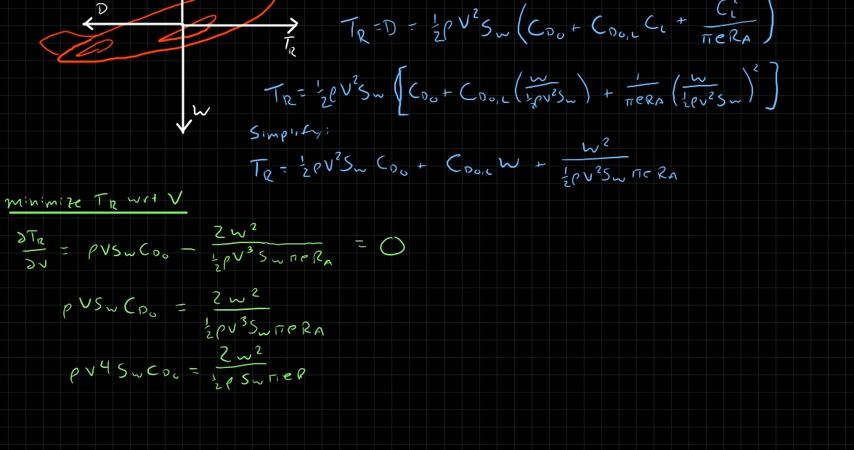 D
T_R
W
T_R = D = ½ρV²S_W (C_D₀ + C_D₀,L C_L + C_L² / πeR_A)
T_R = ½ρV²S_W [C_D₀ + C_D₀,L (W / ½ρV²S_W) + 1 / πeR_A (W / ½ρV²S_W)²]
Simplify:
T_R = ½ρV²S_W C_D₀ + C_D₀,L W + W² / ½ρV²S_W πeR_A
minimize T_R wrt V
∂T_R / ∂V = ρVS_W C_D₀ − 2W² / ½ρV³S_W πeR_A = 0
ρVS_W C_D₀ = 2W² / ½ρV³S_W πeR_A
ρV⁴S_W C_D₀ = 2W² / ½ρS_W πeR